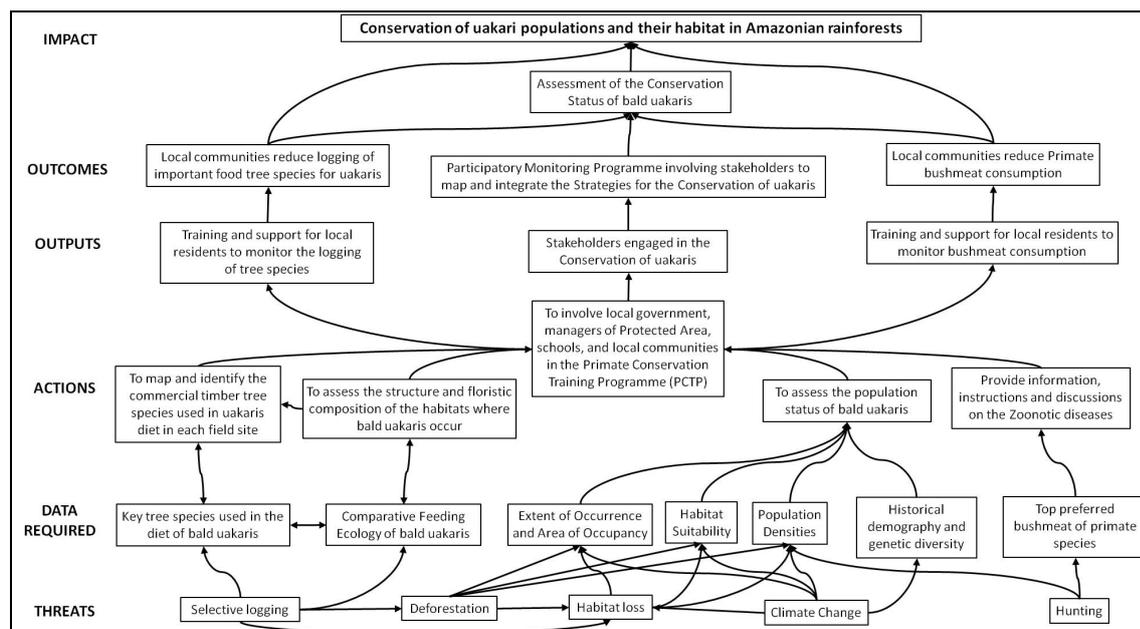 IMPACT
Conservation of uakari populations and their habitat in Amazonian rainforests
Assessment of the Conservation
Status of bald uakaris
OUTCOMES
Local communities reduce logging of
important food tree species for uakaris
Participatory Monitoring Programme involving stakeholders to
map and integrate the Strategies for the Conservation of uakaris
Local communities reduce Primate
bushmeat consumption
OUTPUTS
Training and support for local
residents to monitor the logging
of tree species
Stakeholders engaged in the
Conservation of uakaris
Training and support for local residents to
monitor bushmeat consumption
ACTIONS
To involve local government,
managers of Protected Area,
schools, and local communities
in the Primate Conservation
Training Programme (PCTP)
To map and identify the
commercial timber tree
species used in uakaris
diet in each field site
To assess the structure and floristic
composition of the habitats where
bald uakaris occur
To assess the population
status of bald uakaris
Provide information,
instructions and discussions
on the Zoonotic diseases
DATA
REQUIRED
Key tree species used in the
diet of bald uakaris
Comparative Feeding
Ecology of bald uakaris
Extent of Occurrence
and Area of Occupancy
Habitat
Suitability
Population
Densities
Historical
demography and
genetic diversity
Top preferred
bushmeat of primate
species
THREATS
Selective logging
Deforestation
Habitat loss
Climate Change
Hunting